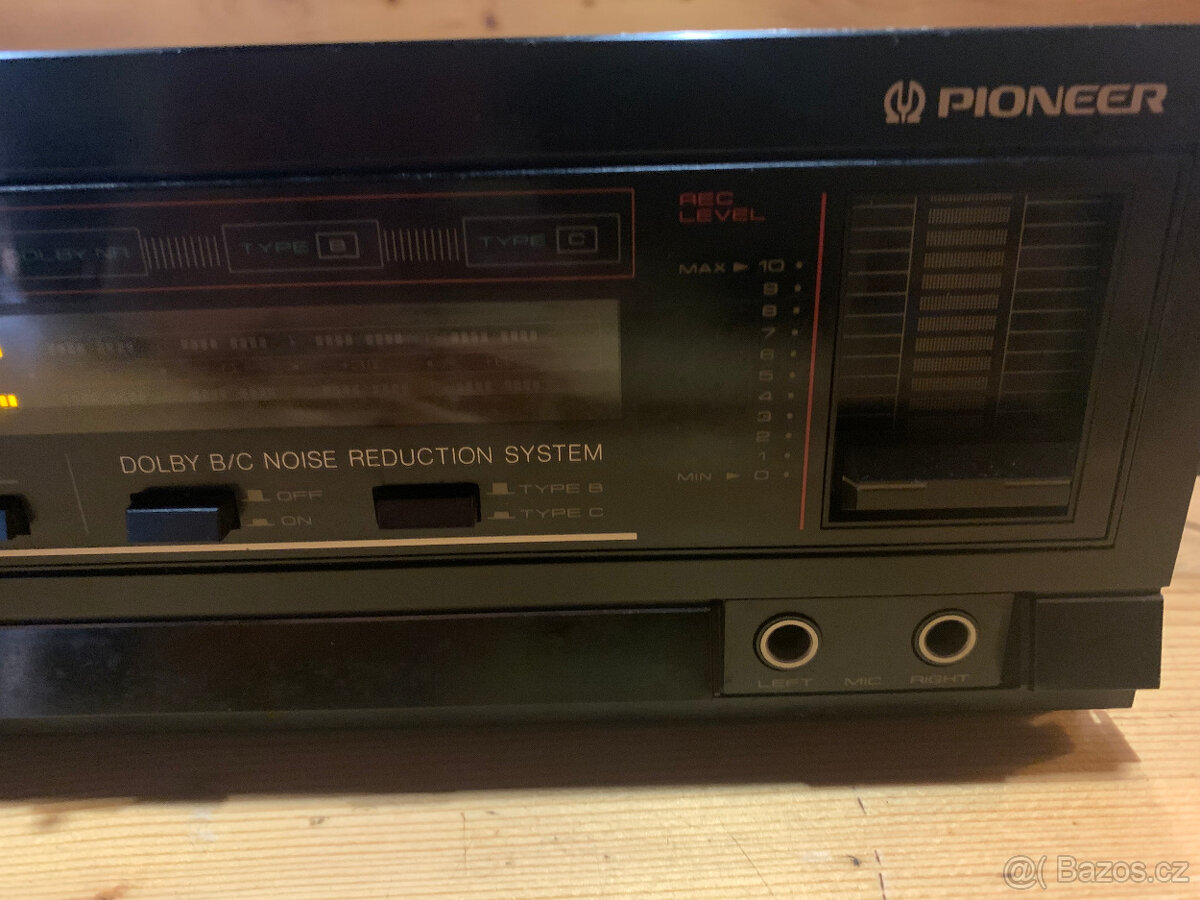 PIONEER
DOLBY NR TYPE B TYPE C
REC
LEVEL
MAX 10
9
8
7
6
5
4
3
2
1
MIN 0
DOLBY B/C NOISE REDUCTION SYSTEM
OFF
ON
TYPE B
TYPE C
LEFT MIC RIGHT
@( Bazos.cz